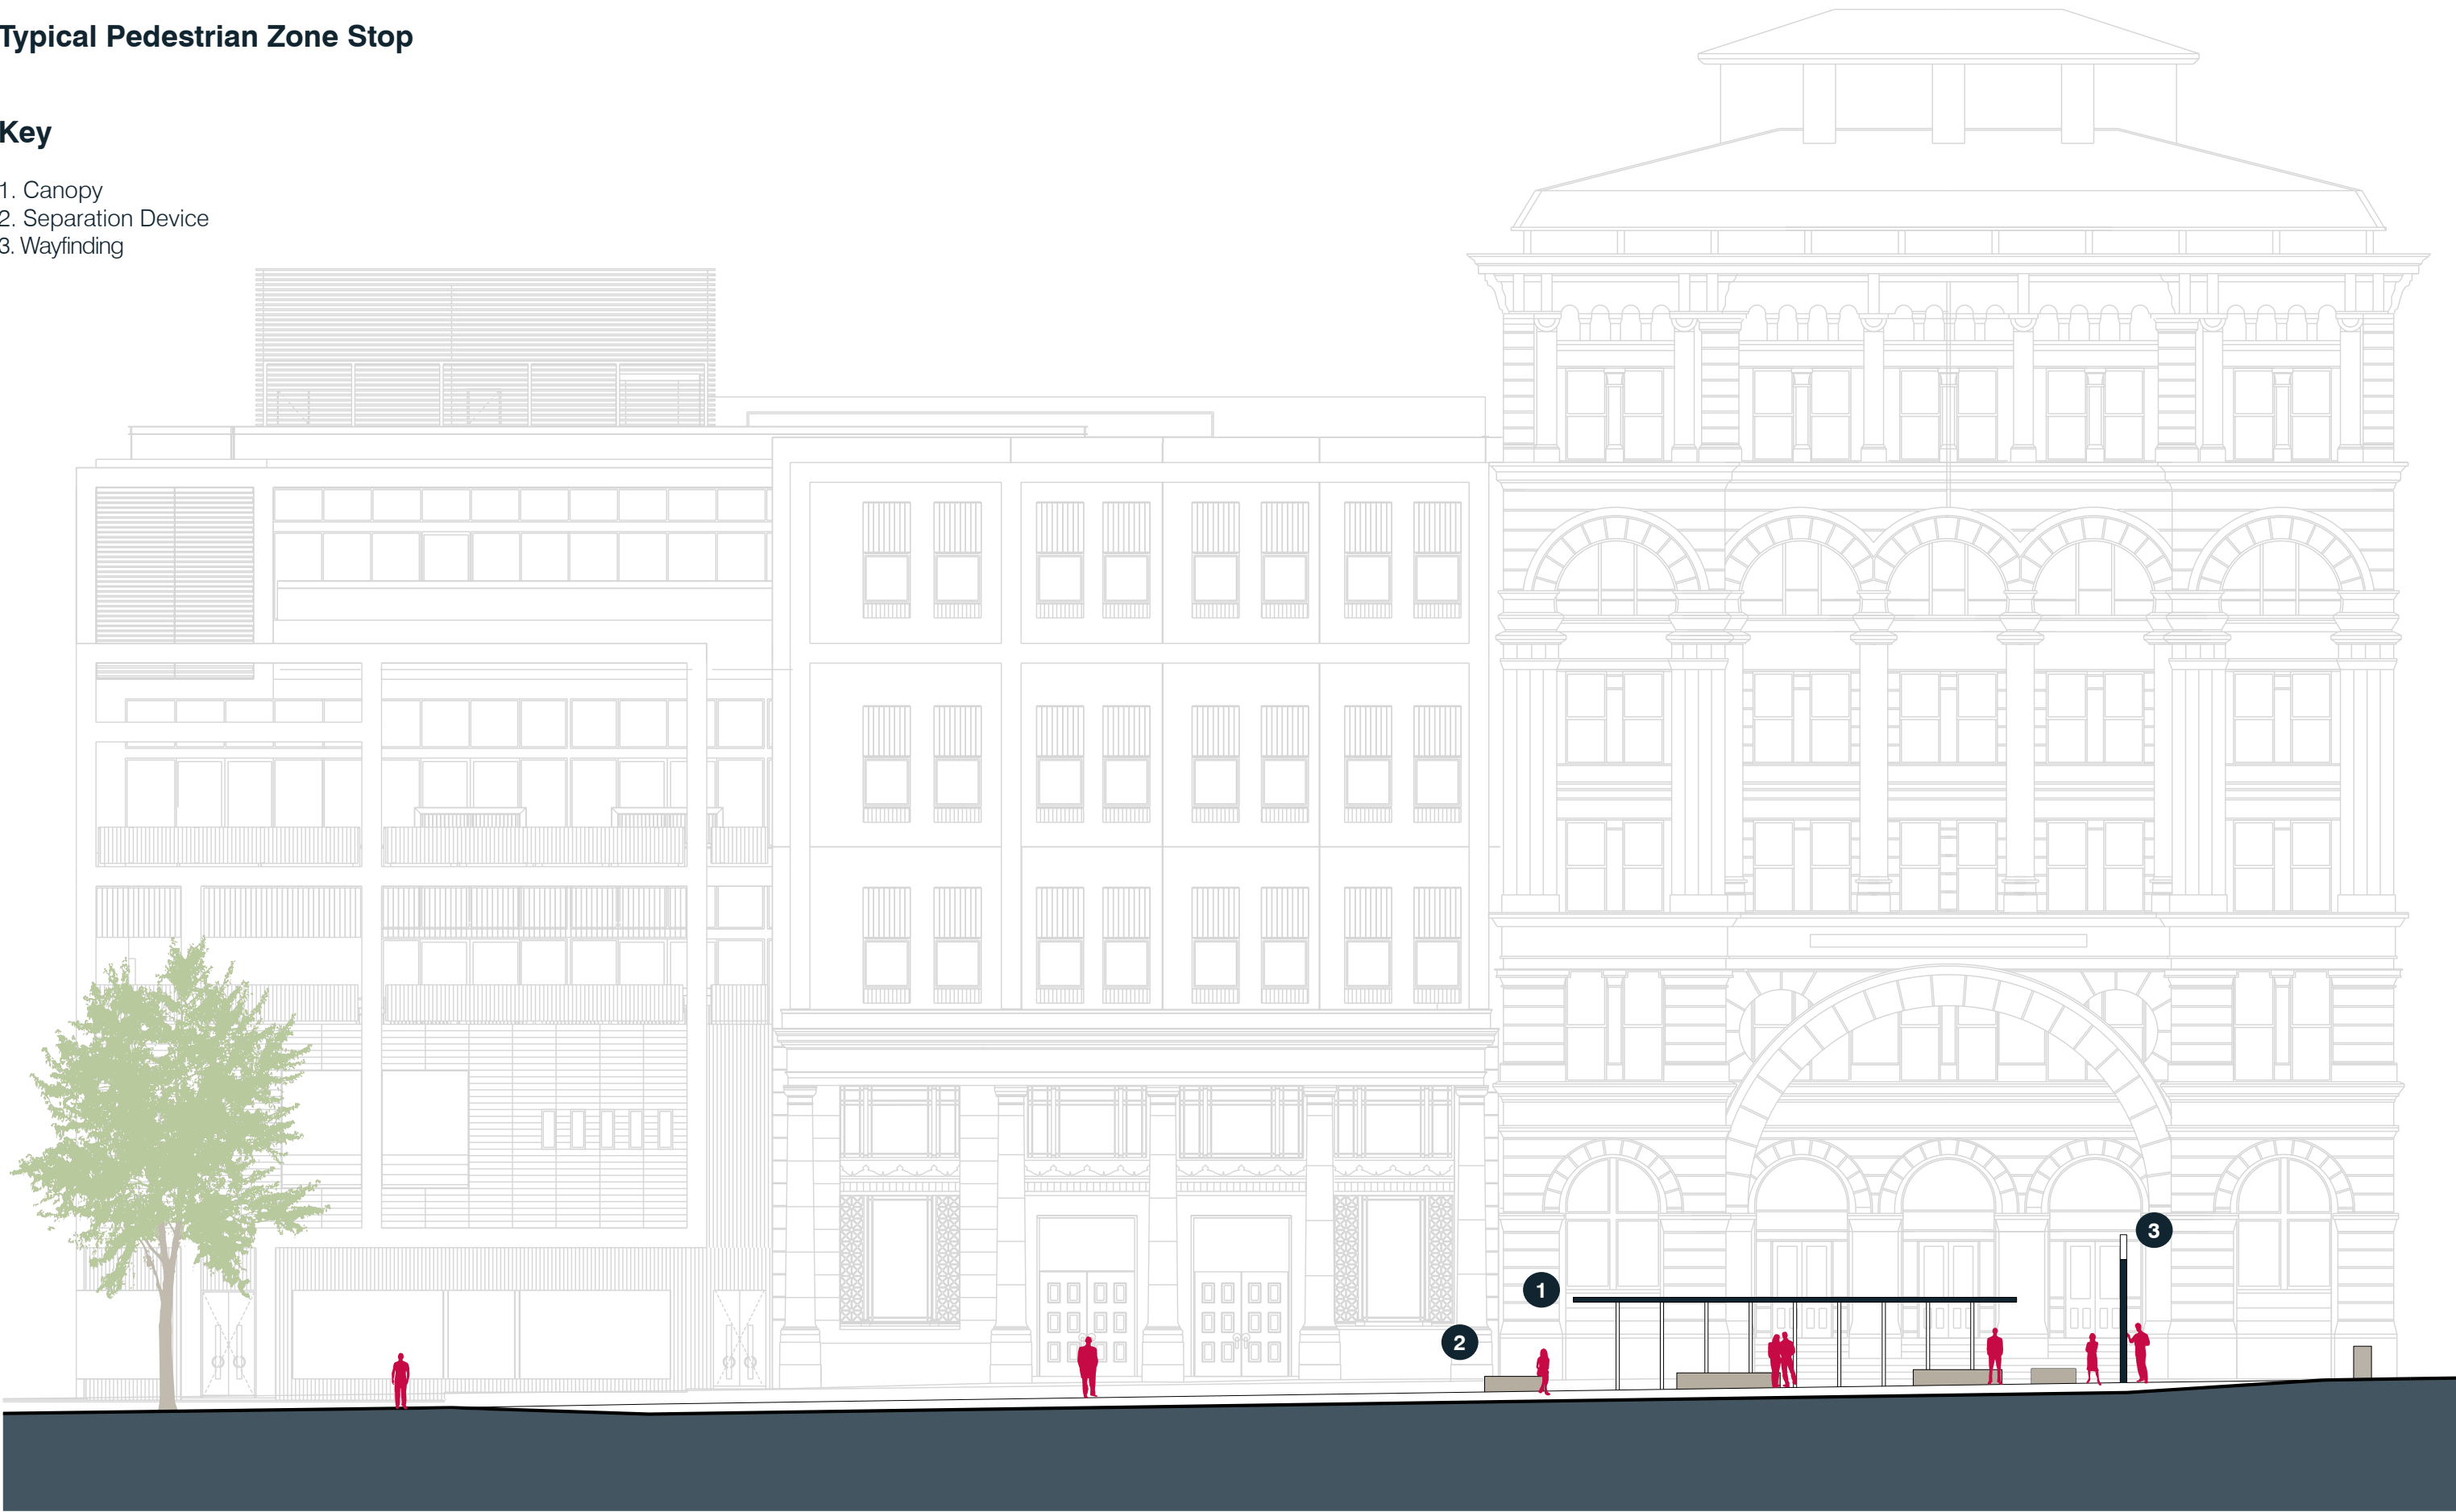 Typical Pedestrian Zone Stop
Key
1. Canopy
2. Separation Device
3. Wayfinding
3
1
2